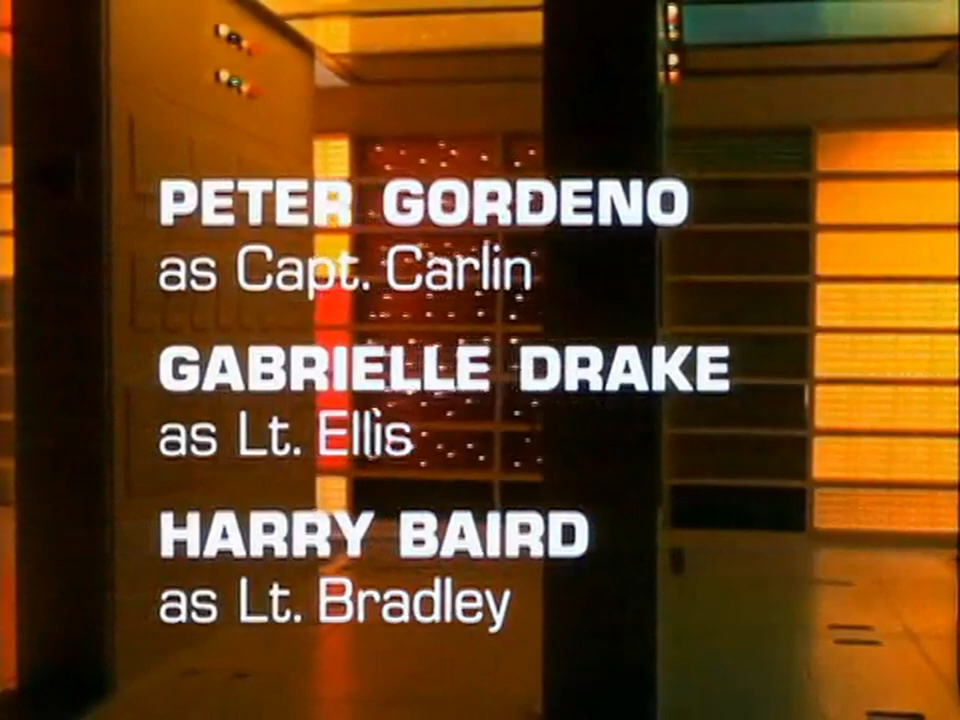 PETER GORDENO
as Capt. Carlin
GABRIELLE DRAKE
as Lt. Ellis
HARRY BAIRD
as Lt. Bradley